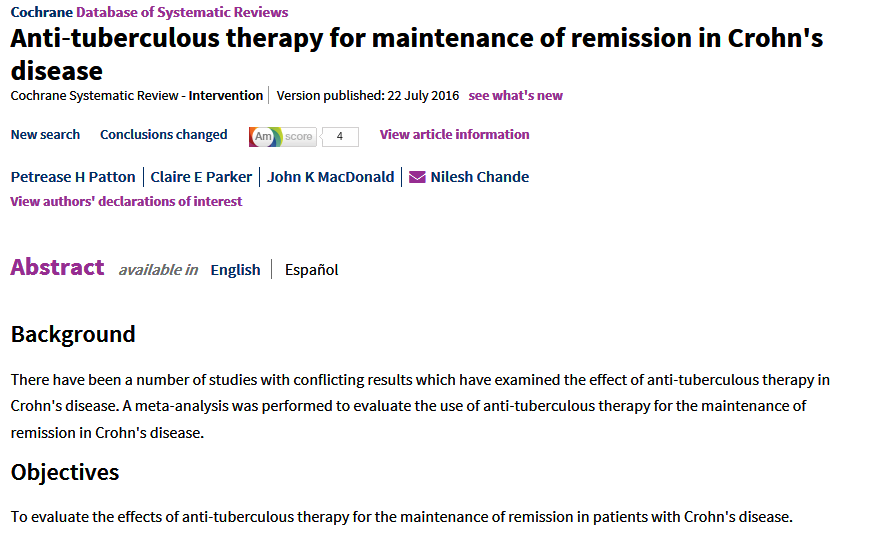 Cochrane Database of Systematic Reviews
Anti-tuberculous therapy for maintenance of remission in Crohn's
disease
Cochrane Systematic Review - Intervention | Version published: 22 July 2016 see what's new
New search Conclusions changed Am score 4 View article information
Petrease H Patton | Claire E Parker | John K MacDonald | Nilesh Chande
View authors' declarations of interest
Abstract available in English | Español
Background
There have been a number of studies with conflicting results which have examined the effect of anti-tuberculous therapy in
Crohn's disease. A meta-analysis was performed to evaluate the use of anti-tuberculous therapy for the maintenance of
remission in Crohn's disease.
Objectives
To evaluate the effects of anti-tuberculous therapy for the maintenance of remission in patients with Crohn's disease.